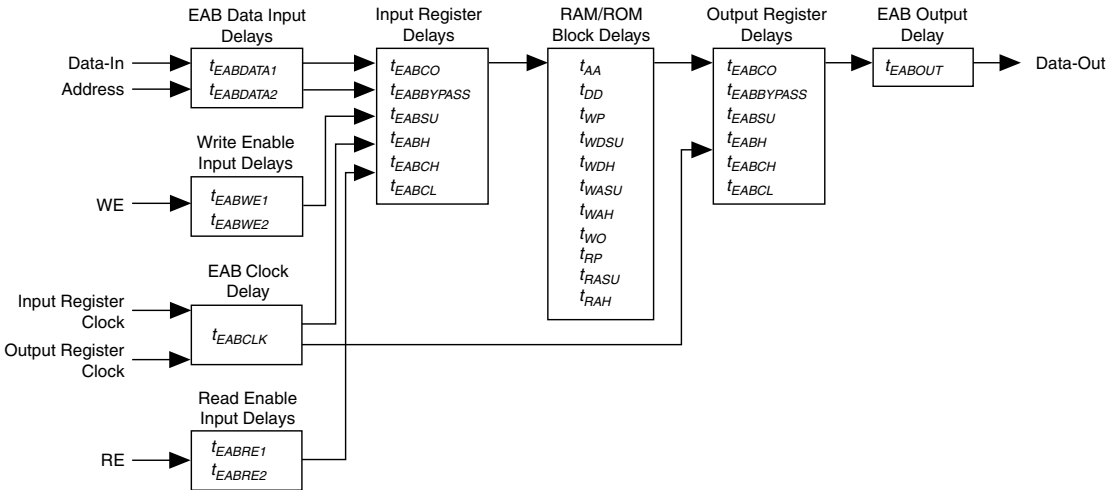 EAB Data Input
Delays
Input Register
Delays
RAM/ROM
Block Delays
Output Register
Delays
EAB Output
Delay
Data-In
Address
tEABDATA1
tEABDATA2
tEABCO
tEABBYPASS
tEABSU
tEABH
tEABCH
tEABCL
tAA
tDD
tWP
tWDSU
tWDH
tWASU
tWAH
tWO
tRP
tRASU
tRAH
tEABCO
tEABBYPASS
tEABSU
tEABH
tEABCH
tEABCL
tEABOUT
Data-Out
Write Enable
Input Delays
WE
tEABWE1
tEABWE2
EAB Clock
Delay
Input Register
Clock
Output Register
Clock
tEABCLK
Read Enable
Input Delays
RE
tEABRE1
tEABRE2